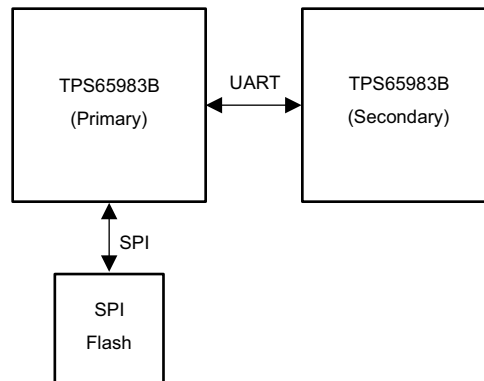 TPS65983B
(Primary)
UART
TPS65983B
(Secondary)
SPI
SPI
Flash